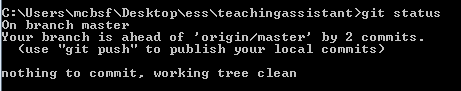 C:\Users\mcbsf\Desktop\ess\teachingassistant>git status
On branch master
Your branch is ahead of 'origin/master' by 2 commits.
  (use "git push" to publish your local commits)

nothing to commit, working tree clean